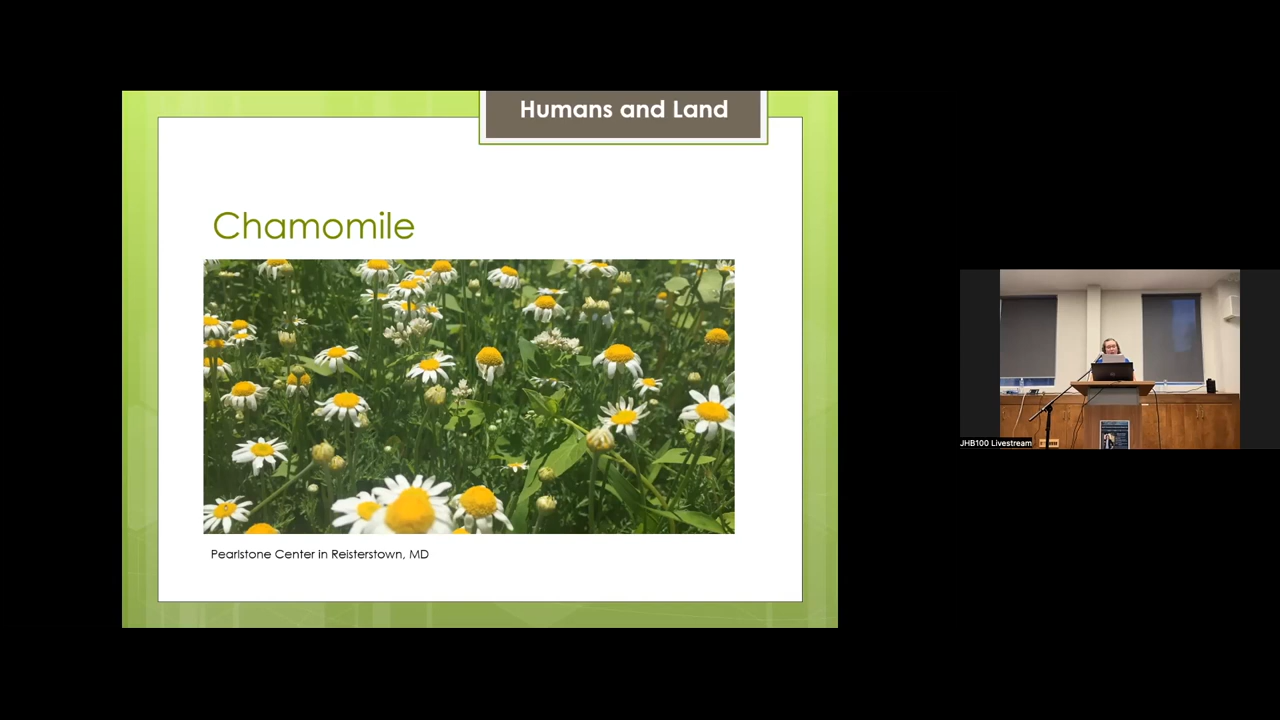 Humans and Land
Chamomile
Pearlstone Center in Reisterstown, MD
JHB100 Livestream